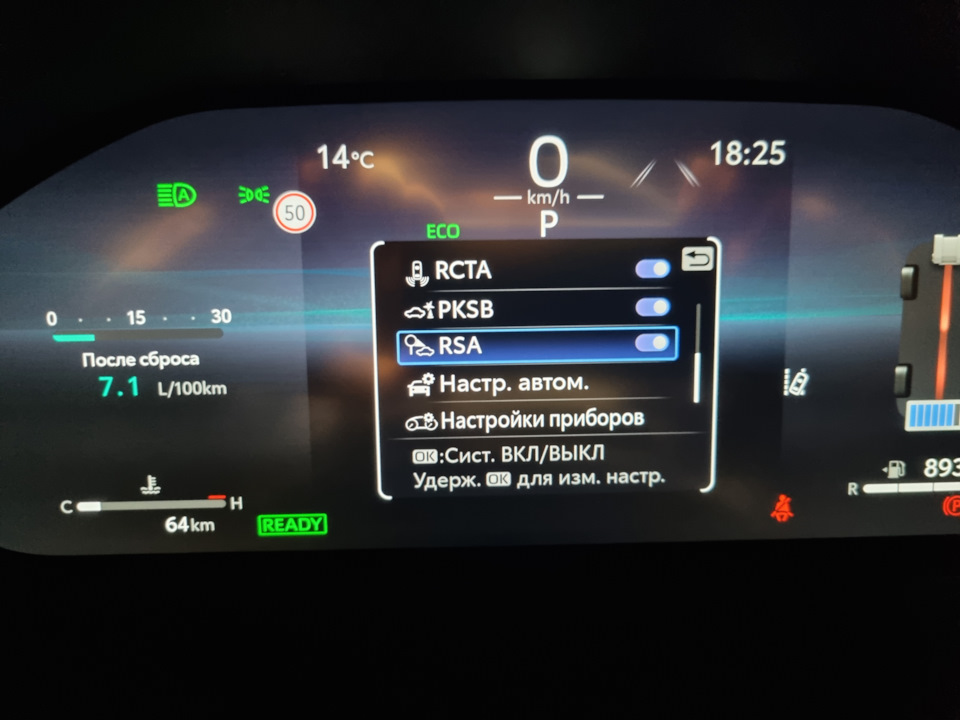 14°C
0
18:25
A
50
km/h
P
ECO
RCTA
PKSB
RSA
Настр. автом.
Настройки приборов
OK:Сист. ВКЛ/ВЫКЛ
Удерж. OK для изм. настр.
0 15 30
После сброса
7.1 L/100km
C H
64km
READY
893
R
P